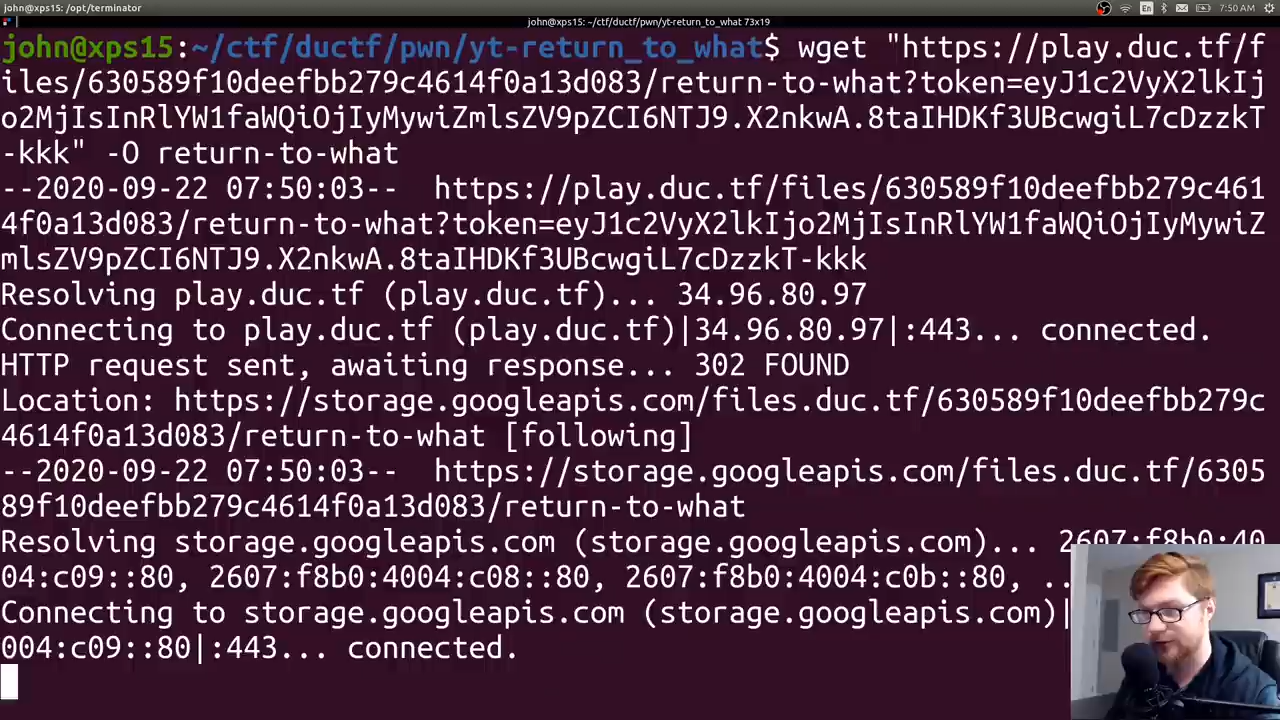 john@xps15: /opt/terminator
En
7:50 AM
john@xps15: ~/ctf/ductf/pwn/yt-return_to_what 73x19
john@xps15:~/ctf/ductf/pwn/yt-return_to_what$ wget "https://play.duc.tf/f
iles/630589f10deefbb279c4614f0a13d083/return-to-what?token=eyJ1c2VyX2lkIj
o2MjIsInRlYW1faWQiOjIyMywiZmlsZV9pZCI6NTJ9.X2nkwA.8taIHDKf3UBcwgiL7cDzzkT
-kkk" -O return-to-what
--2020-09-22 07:50:03--  https://play.duc.tf/files/630589f10deefbb279c461
4f0a13d083/return-to-what?token=eyJ1c2VyX2lkIjo2MjIsInRlYW1faWQiOjIyMywiZ
mlsZV9pZCI6NTJ9.X2nkwA.8taIHDKf3UBcwgiL7cDzzkT-kkk
Resolving play.duc.tf (play.duc.tf)... 34.96.80.97
Connecting to play.duc.tf (play.duc.tf)|34.96.80.97|:443... connected.
HTTP request sent, awaiting response... 302 FOUND
Location: https://storage.googleapis.com/files.duc.tf/630589f10deefbb279c
4614f0a13d083/return-to-what [following]
--2020-09-22 07:50:03--  https://storage.googleapis.com/files.duc.tf/6305
89f10deefbb279c4614f0a13d083/return-to-what
Resolving storage.googleapis.com (storage.googleapis.com)... 2607:f8b0:40
04:c09::80, 2607:f8b0:4004:c08::80, 2607:f8b0:4004:c0b::80, ..
Connecting to storage.googleapis.com (storage.googleapis.com)|
004:c09::80|:443... connected.